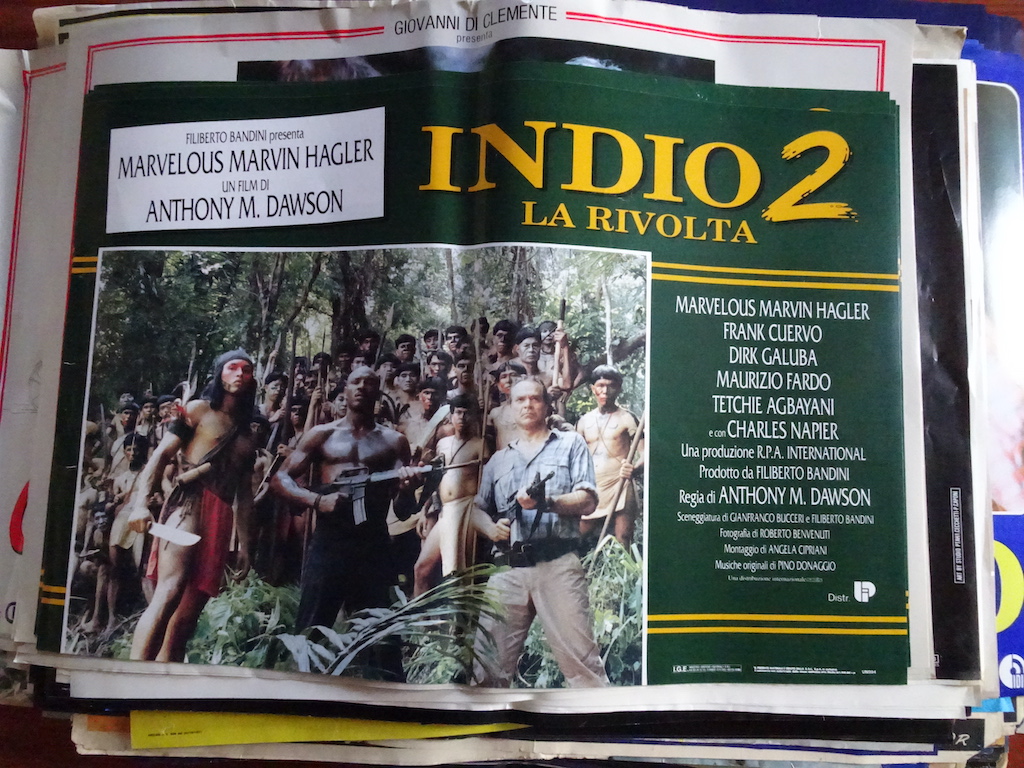 GIOVANNI DI CLEMENTE
presenta
FILIBERTO BANDINI presenta
MARVELOUS MARVIN HAGLER
UN FILM DI
ANTHONY M. DAWSON
INDIO 2
LA RIVOLTA
MARVELOUS MARVIN HAGLER
FRANK CUERVO
DIRK GALUBA
MAURIZIO FARDO
TETCHIE AGBAYANI
e con CHARLES NAPIER
Una produzione R.P.A. INTERNATIONAL
Prodotto da FILIBERTO BANDINI
Regia di ANTHONY M. DAWSON
Sceneggiatura di GIANFRANCO BUCCERI e FILIBERTO BANDINI
Fotografia di ROBERTO BENVENUTI
Montaggio di ANGELA CIPRIANI
Musiche originali di PINO DONAGGIO
Una distribuzione internazionale
Distr.
I.G.E.